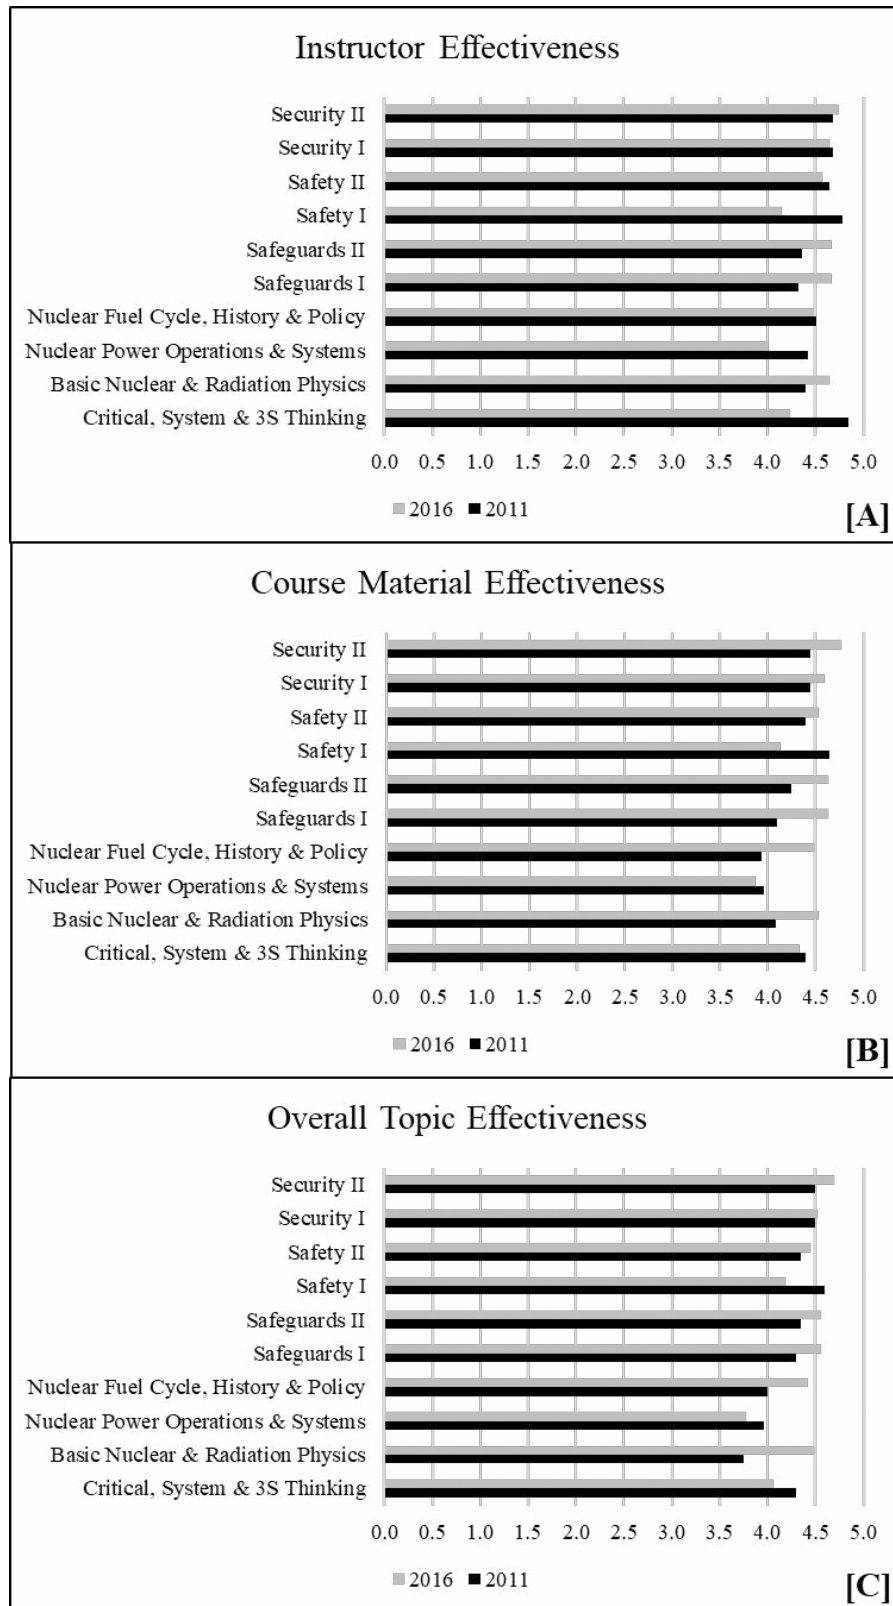 Instructor Effectiveness
Security II
Security I
Safety II
Safety I
Safeguards II
Safeguards I
Nuclear Fuel Cycle, History & Policy
Nuclear Power Operations & Systems
Basic Nuclear & Radiation Physics
Critical, System & 3S Thinking
0.0 0.5 1.0 1.5 2.0 2.5 3.0 3.5 4.0 4.5 5.0
2016 2011
[A]
Course Material Effectiveness
Security II
Security I
Safety II
Safety I
Safeguards II
Safeguards I
Nuclear Fuel Cycle, History & Policy
Nuclear Power Operations & Systems
Basic Nuclear & Radiation Physics
Critical, System & 3S Thinking
0.0 0.5 1.0 1.5 2.0 2.5 3.0 3.5 4.0 4.5 5.0
2016 2011
[B]
Overall Topic Effectiveness
Security II
Security I
Safety II
Safety I
Safeguards II
Safeguards I
Nuclear Fuel Cycle, History & Policy
Nuclear Power Operations & Systems
Basic Nuclear & Radiation Physics
Critical, System & 3S Thinking
0.0 0.5 1.0 1.5 2.0 2.5 3.0 3.5 4.0 4.5 5.0
2016 2011
[C]